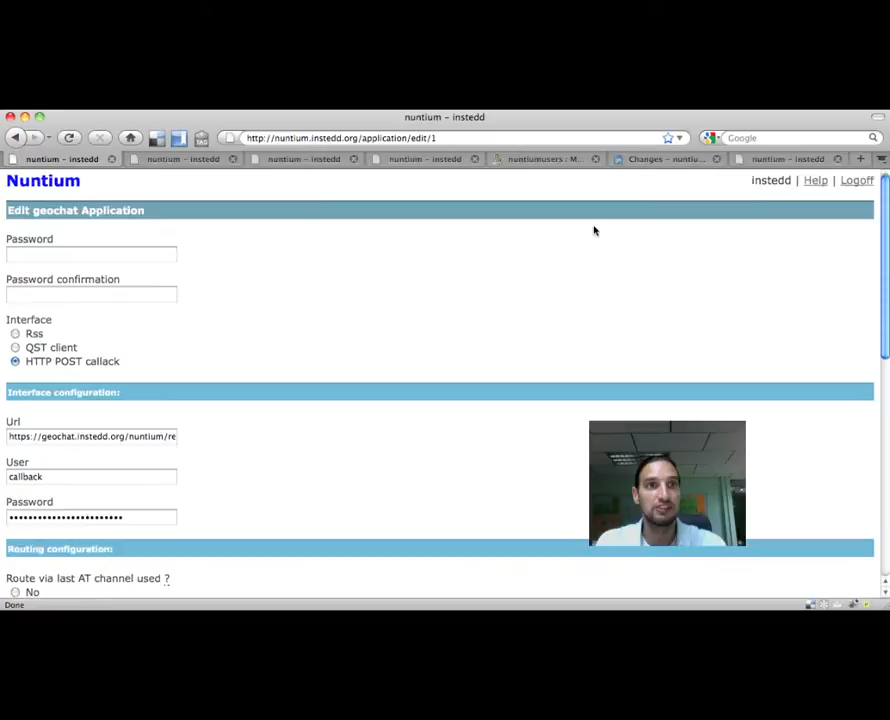 nuntium – instedd
http://nuntium.instedd.org/application/edit/1
Google
nuntium – instedd
nuntium – instedd
nuntium – instedd
nuntium – instedd
nuntiumusers : M...
Changes – nuntiu...
nuntium – instedd
Nuntium
instedd | Help | Logoff
Edit geochat Application
Password
Password confirmation
Interface
Rss
QST client
HTTP POST callack
Interface configuration:
Url
https://geochat.instedd.org/nuntium/re
User
callback
Password
Routing configuration:
Route via last AT channel used ?
No
Done